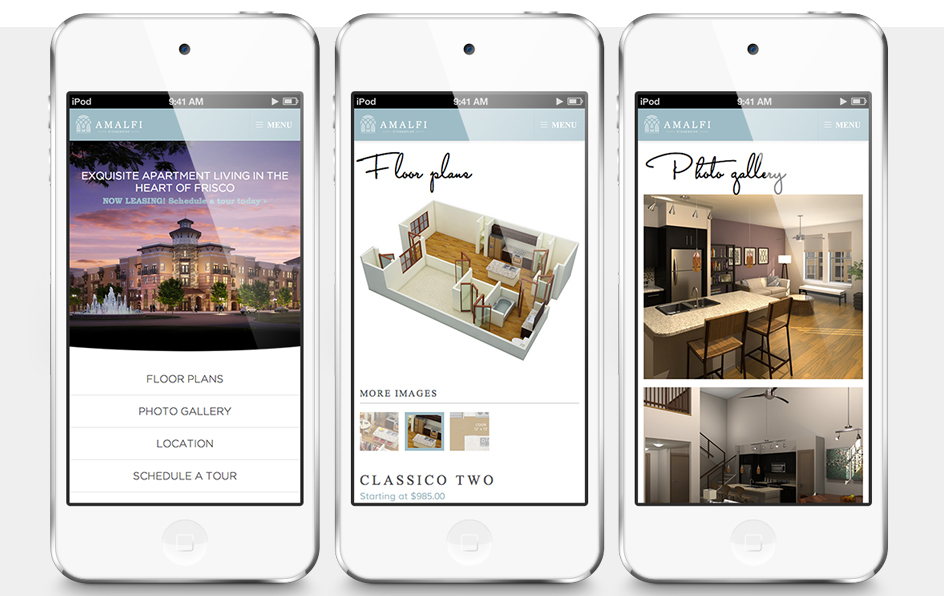 iPod 9:41 AM
AMALFI
MENU
EXQUISITE APARTMENT LIVING IN THE
HEART OF FRISCO
NOW LEASING! Schedule a tour today >
FLOOR PLANS
PHOTO GALLERY
LOCATION
SCHEDULE A TOUR
iPod 9:41 AM
AMALFI
MENU
Floor plans
MORE IMAGES
CLASSICO TWO
Starting at $985.00
iPod 9:41 AM
AMALFI
MENU
Photo gallery